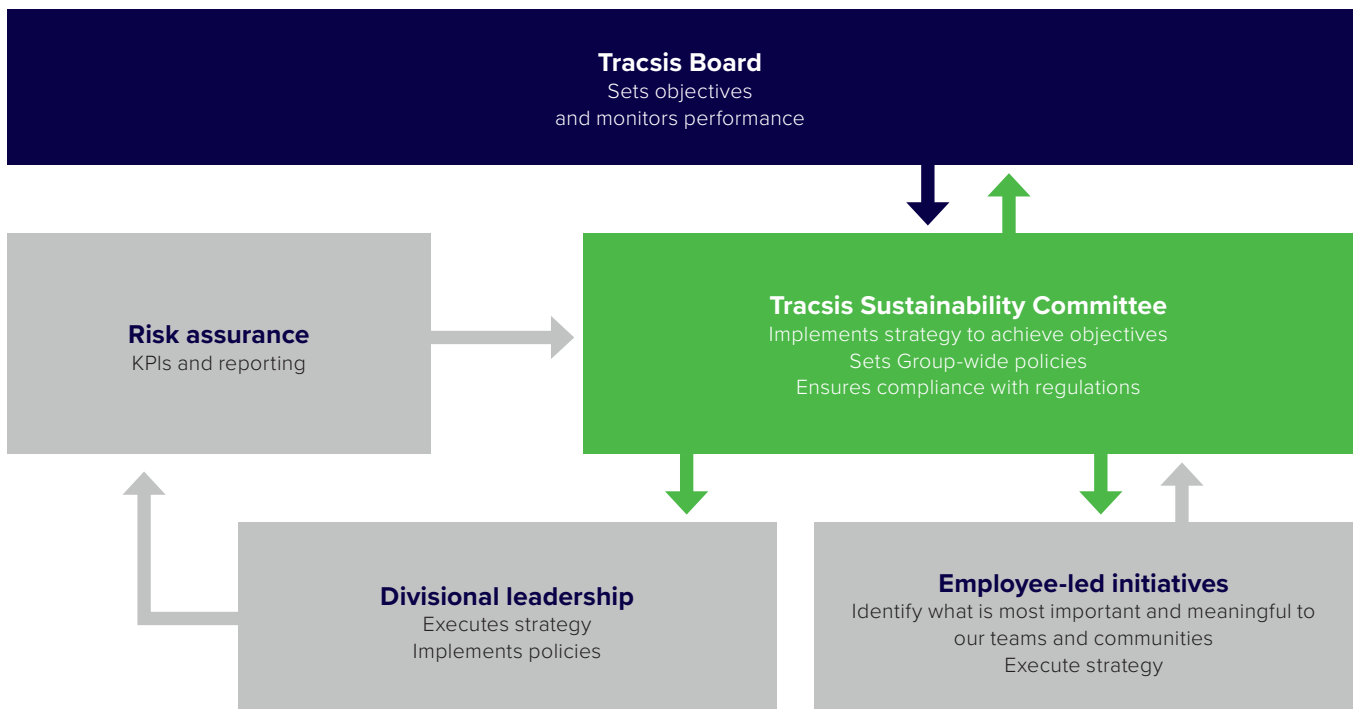 Tracsis Board
Sets objectives
and monitors performance
Risk assurance
KPIs and reporting
Tracsis Sustainability Committee
Implements strategy to achieve objectives
Sets Group-wide policies
Ensures compliance with regulations
Divisional leadership
Executes strategy
Implements policies
Employee-led initiatives
Identify what is most important and meaningful to
our teams and communities
Execute strategy